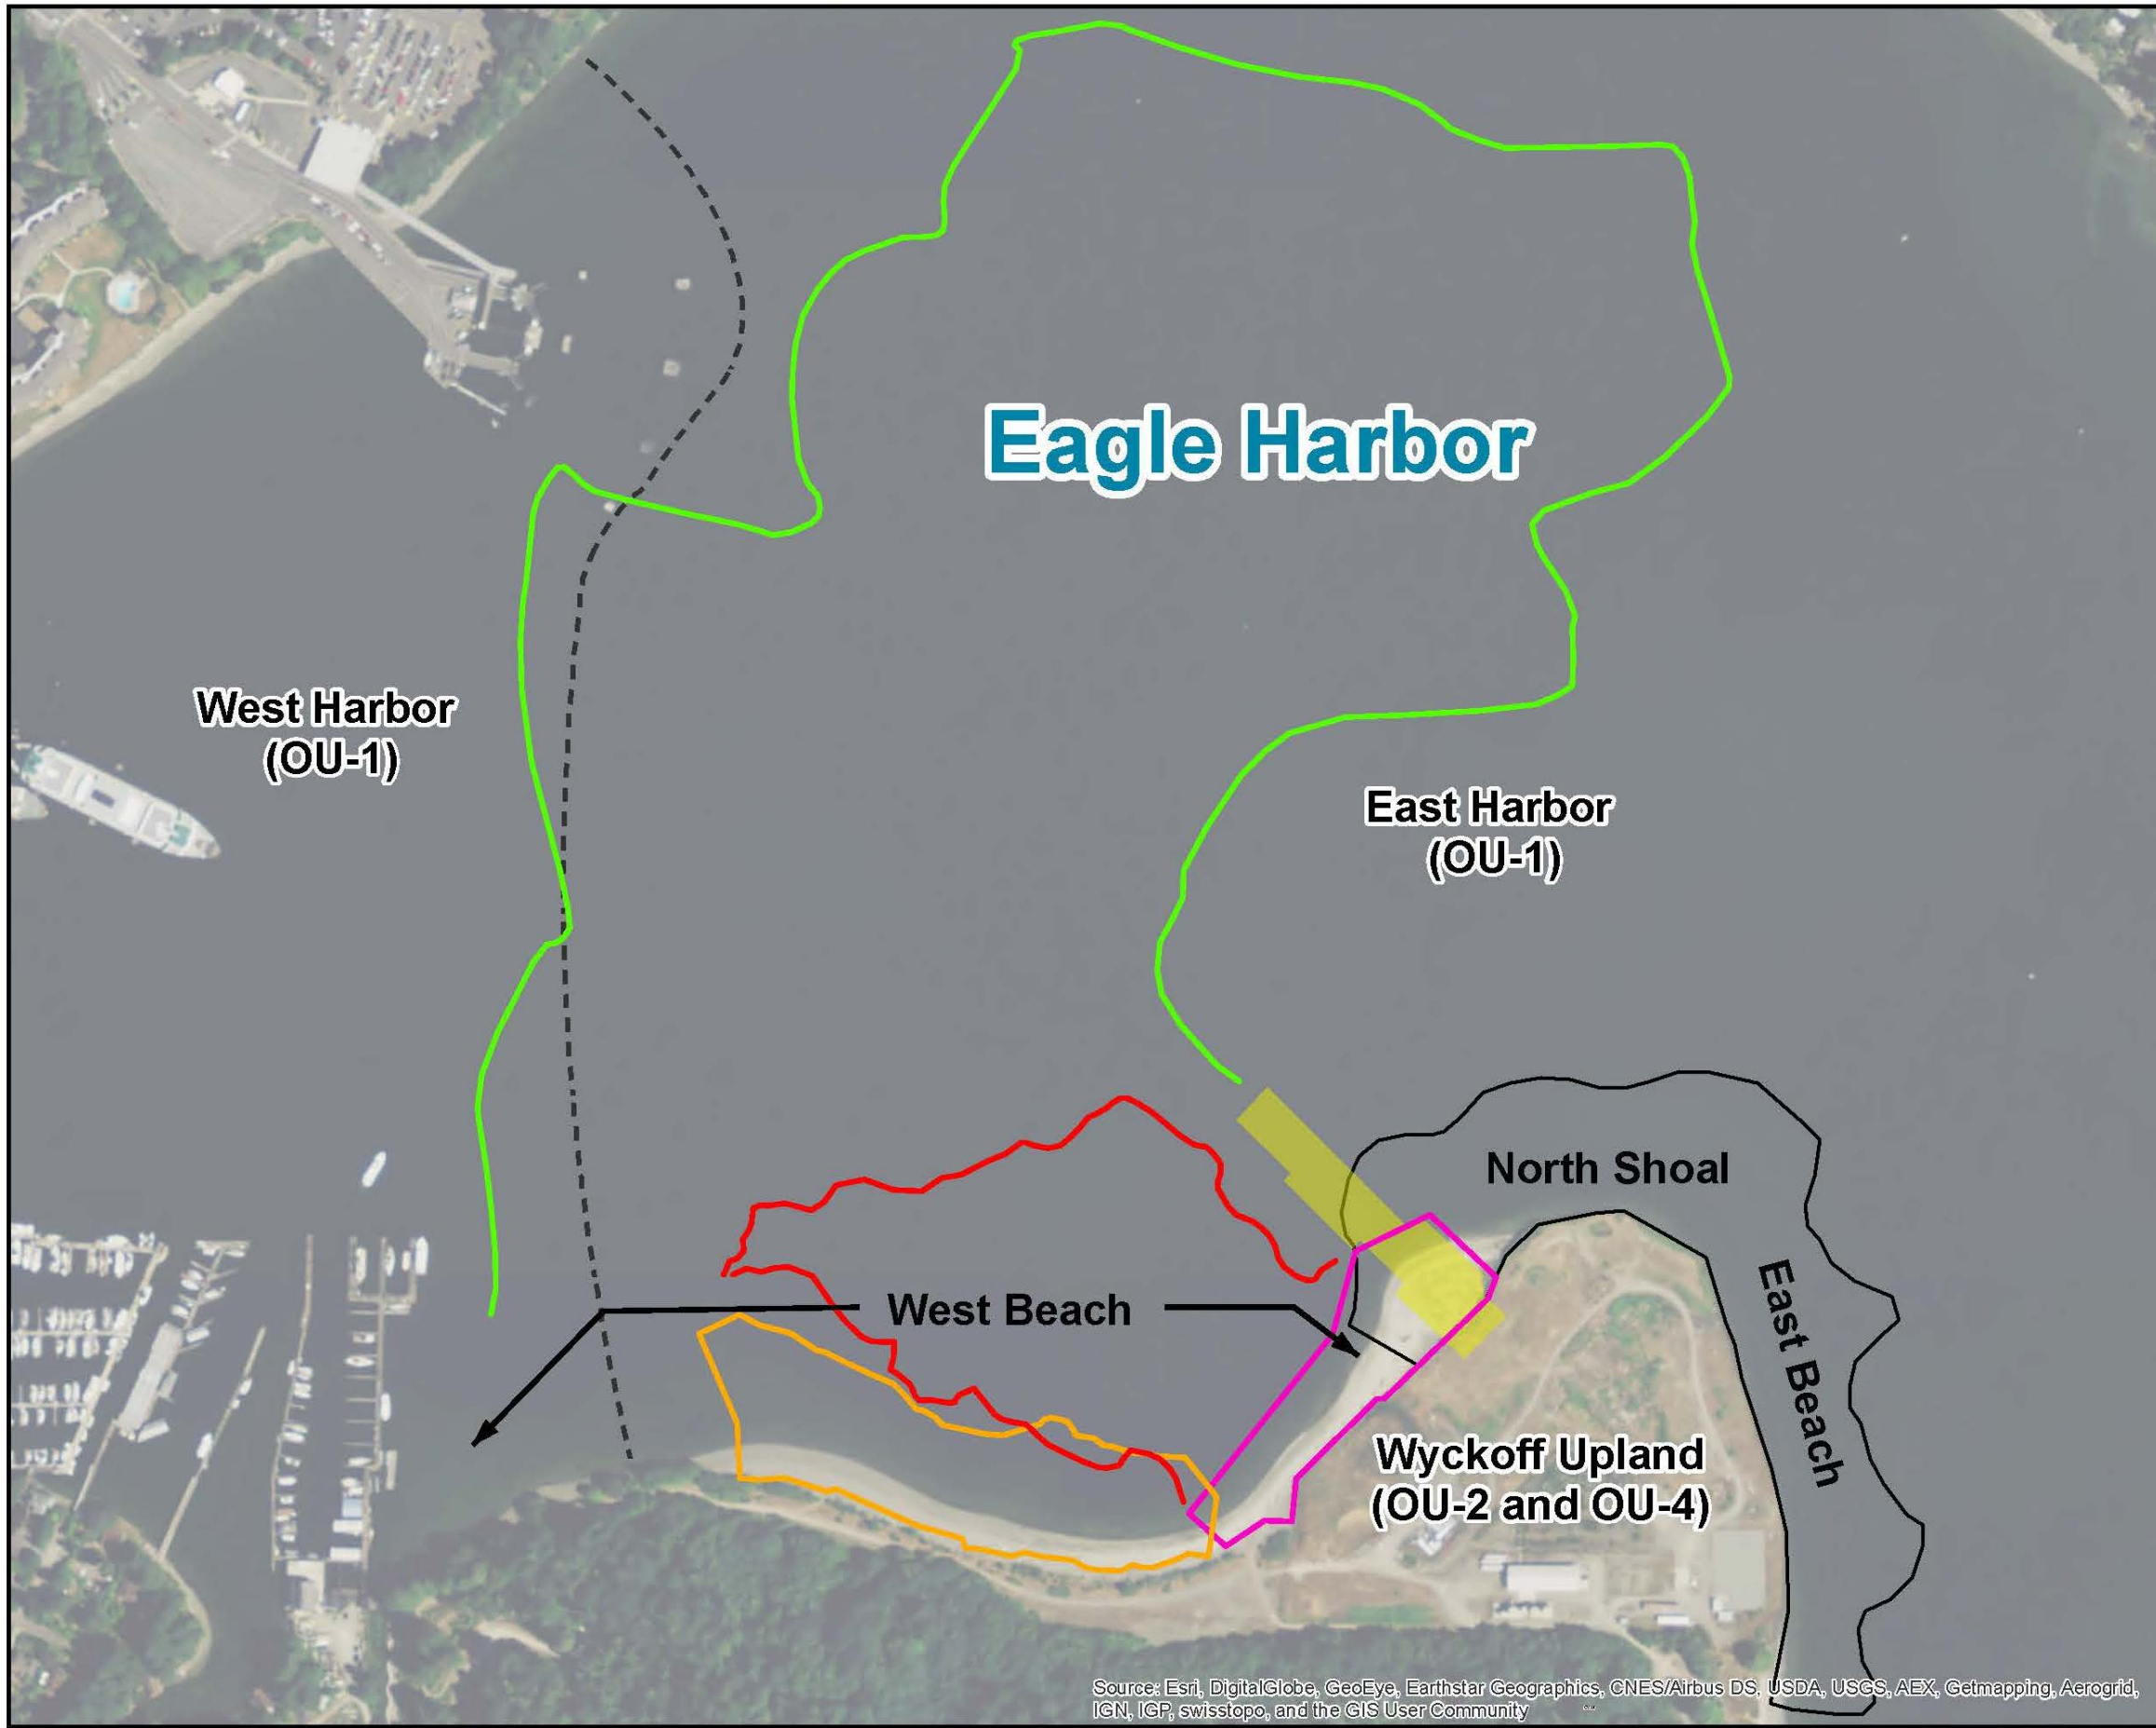 Eagle Harbor
West Harbor
(OU-1)
East Harbor
(OU-1)
North Shoal
West Beach
East Beach
Wyckoff Upland
(OU-2 and OU-4)
Source: Esri, DigitalGlobe, GeoEye, Earthstar Geographics, CNES/Airbus DS, USDA, USGS, AEX, Getmapping, Aerogrid,
IGN, IGP, swisstopo, and the GIS User Community